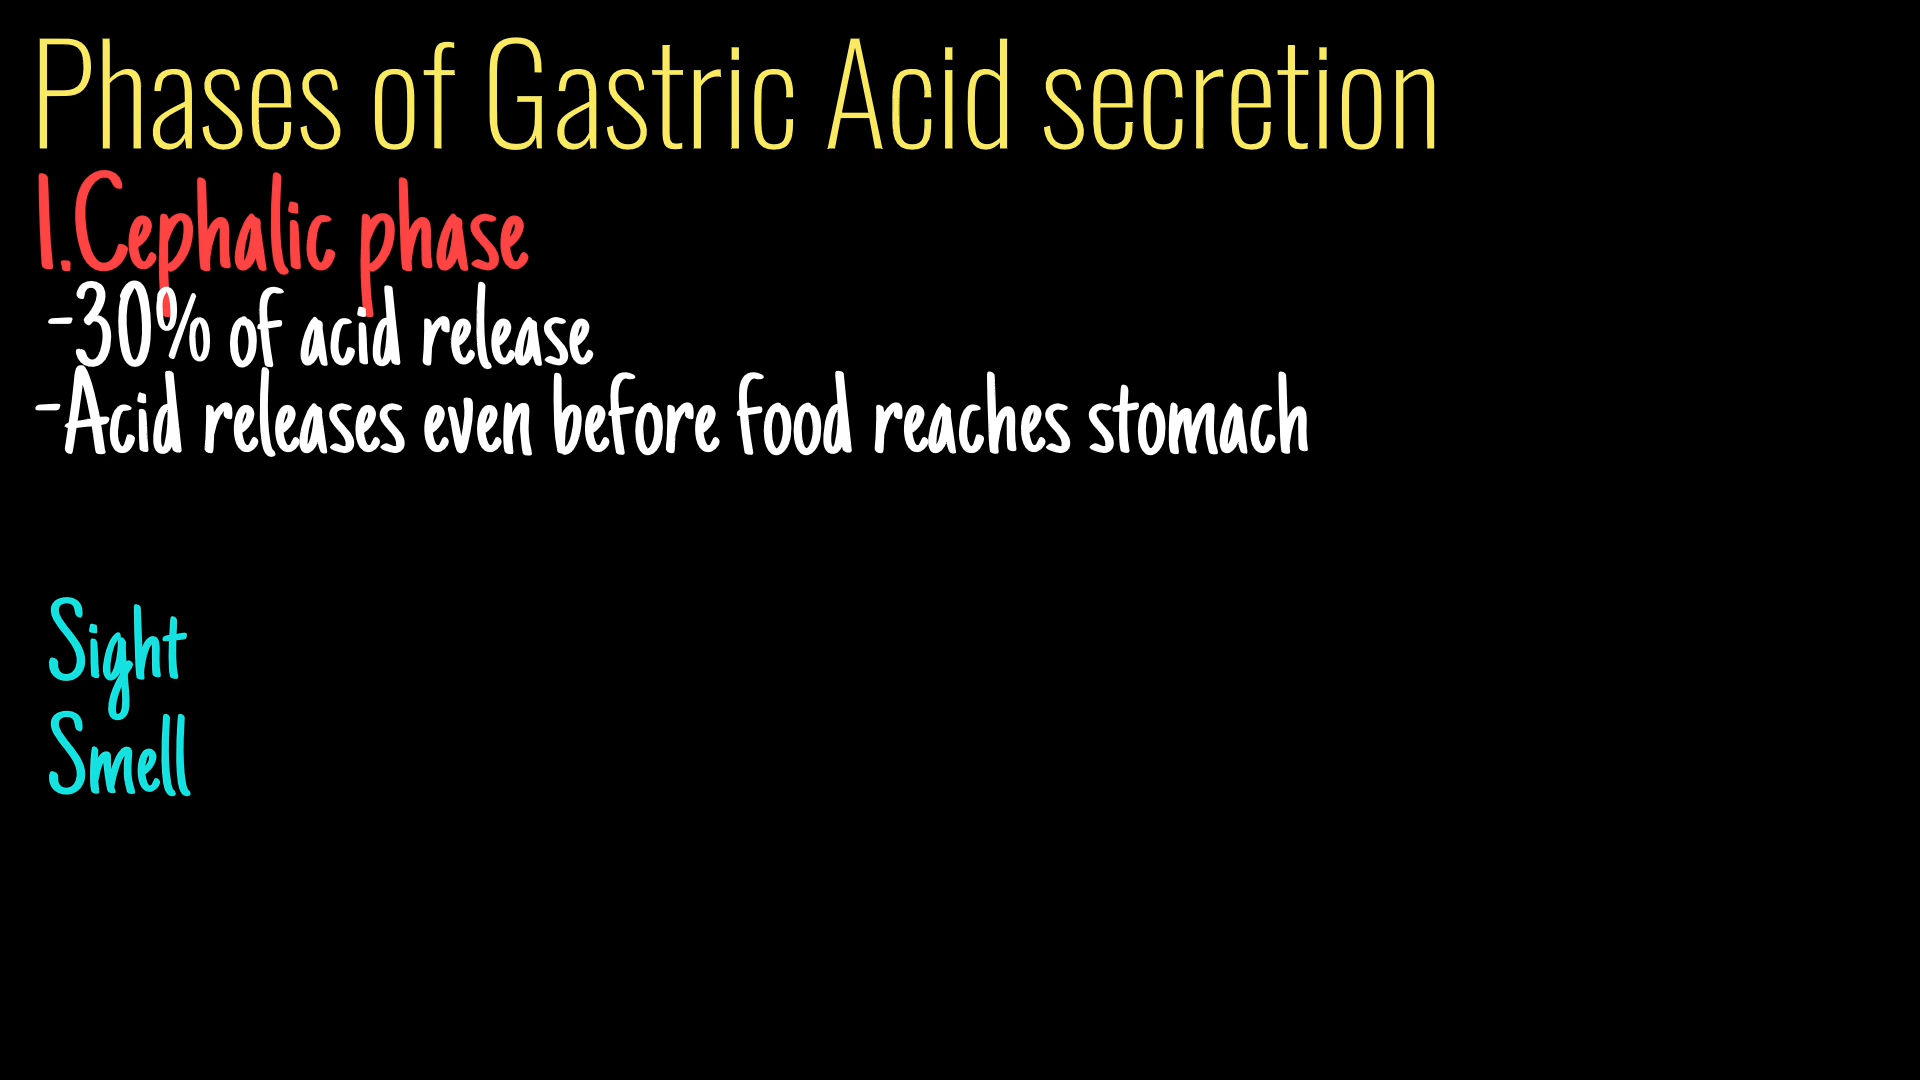 Phases of Gastric Acid secretion
1.Cephalic phase
-30% of acid release
-Acid releases even before food reaches stomach
Sight
Smell